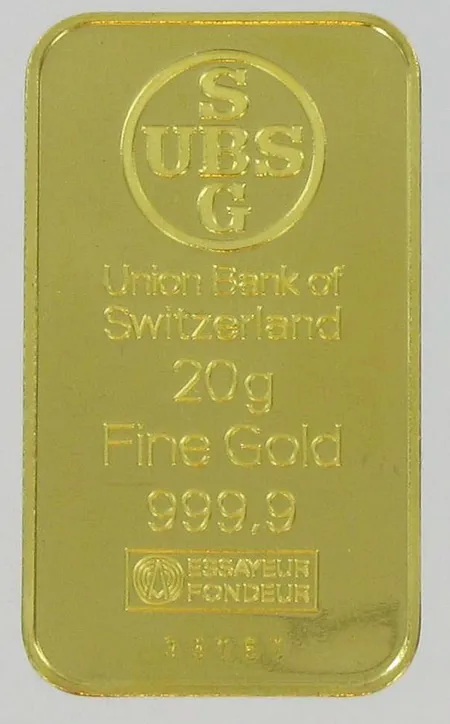 S
UBS
G
Union Bank of
Switzerland
20g
Fine Gold
999,9
ESSAYEUR
FONDEUR